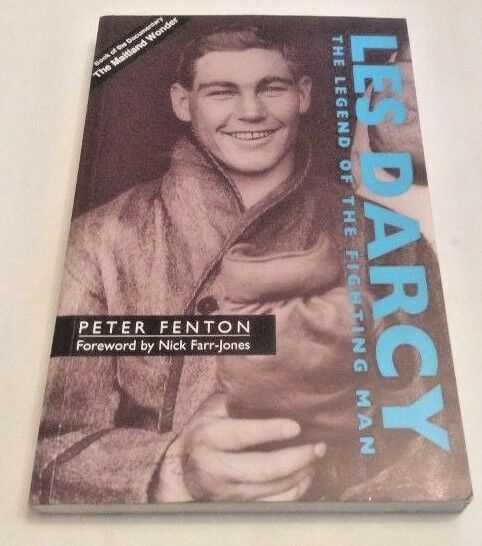 Book of the Documentary
The Maitland Wonder
LES DARCY
THE LEGEND OF THE FIGHTING MAN
PETER FENTON
Foreword by Nick Farr-Jones